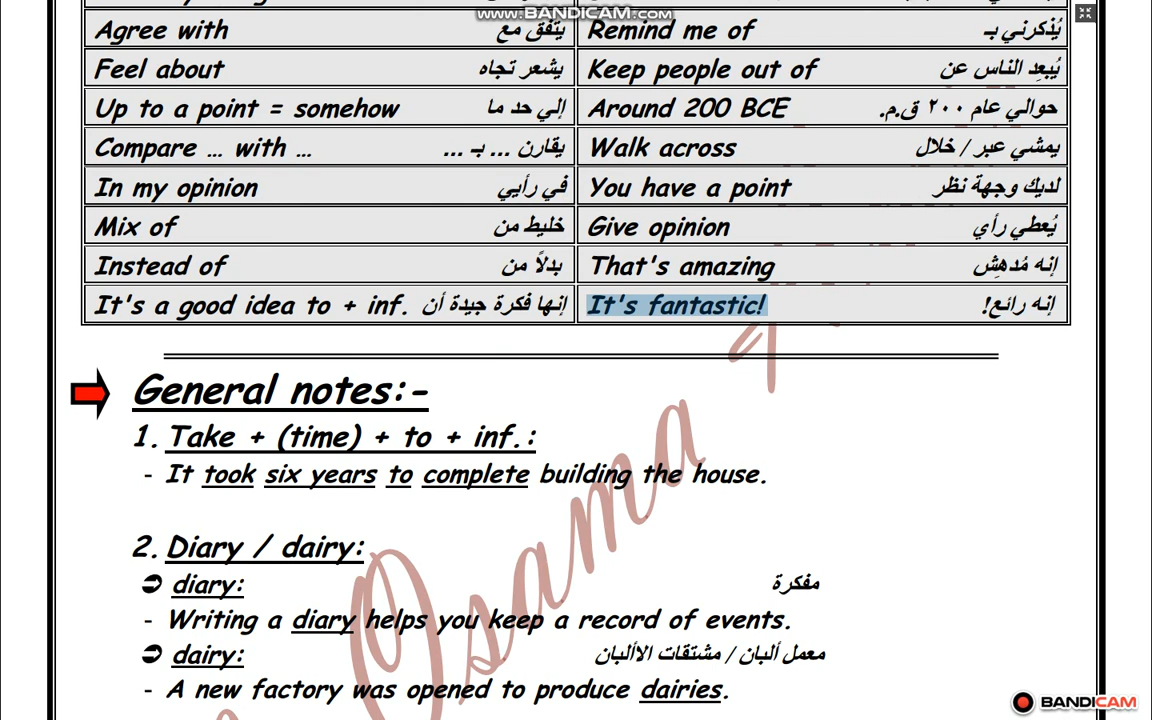 www.BANDICAM.com
Agree with يتفق مع Remind me of يُذكرني بـ
Feel about يشعر تجاه Keep people out of يُبعِد الناس عن
Up to a point = somehow إلي حد ما Around 200 BCE حوالي عام ٢٠٠ ق.م.
Compare … with … يقارن ... بـ ... Walk across يمشي عبر / خلال
In my opinion في رأيي You have a point لديك وجهة نظر
Mix of خليط من Give opinion يُعطي رأي
Instead of بدلاً من That's amazing إنه مُدهِش
It's a good idea to + inf. إنها فكرة جيدة أن It's fantastic! إنه رائع!
General notes:-
1. Take + (time) + to + inf.:
- It took six years to complete building the house.
2. Diary / dairy:
➲ diary: مفكرة
- Writing a diary helps you keep a record of events.
➲ dairy: معمل ألبان / مشتقات الاألبان
- A new factory was opened to produce dairies.
Osama
BANDICAM